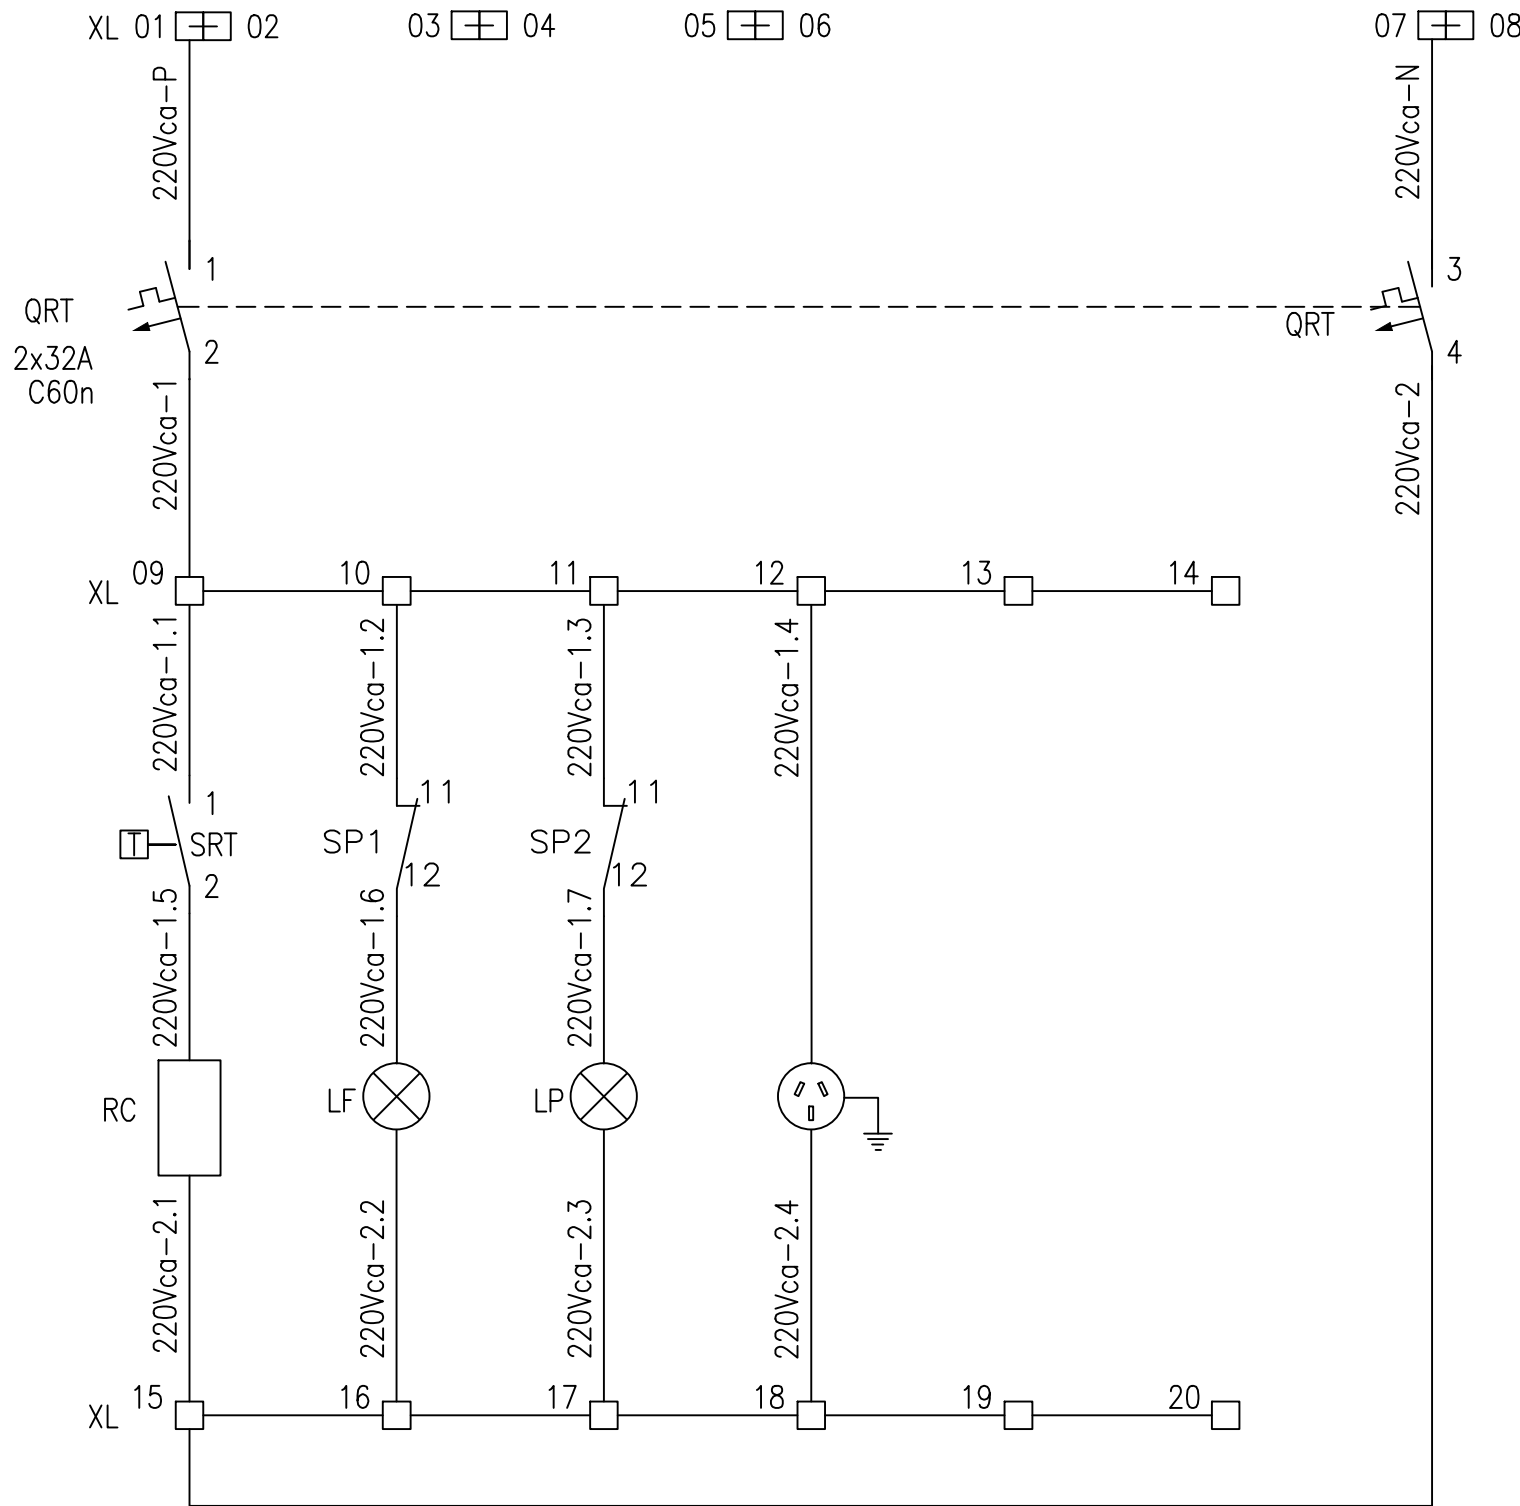 XL 01 02 03 04 05 06 07 08
220Vca-P
220Vca-N
1
3
QRT
QRT
2
4
2x32A
C60n
220Vca-1
220Vca-2
XL 09 10 11 12 13 14
220Vca-1.1
220Vca-1.2
220Vca-1.3
220Vca-1.4
1
11
11
T SRT
SP1
SP2
2
12
12
220Vca-1.5
220Vca-1.6
220Vca-1.7
RC
LF
LP
220Vca-2.1
220Vca-2.2
220Vca-2.3
220Vca-2.4
XL 15 16 17 18 19 20